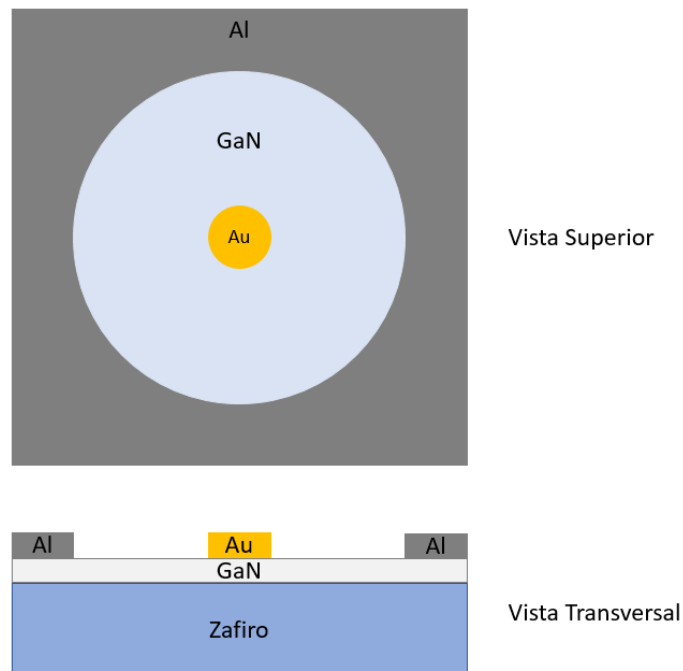 Al
GaN
Au
Vista Superior
Al
Au
Al
GaN
Zafiro
Vista Transversal